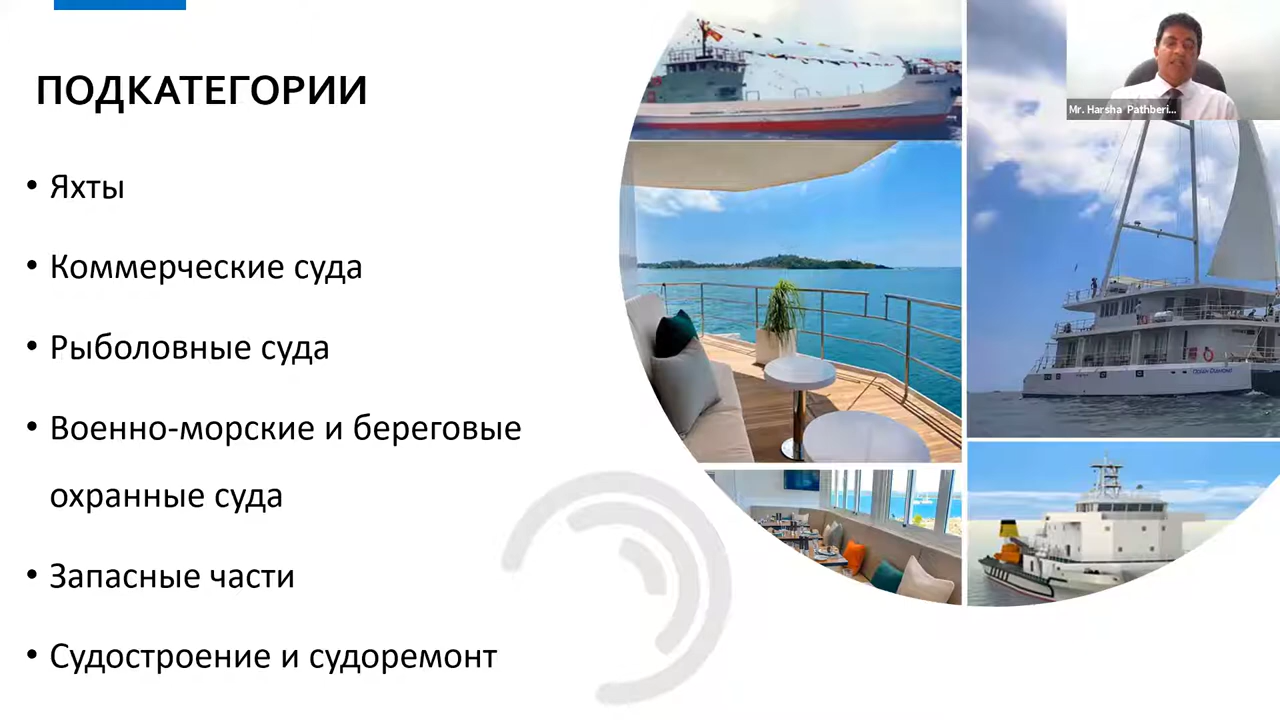 ПОДКАТЕГОРИИ
• Яхты
• Коммерческие суда
• Рыболовные суда
• Военно-морские и береговые
охранные суда
• Запасные части
• Судостроение и судоремонт
Mr. Harsha Pathberi...